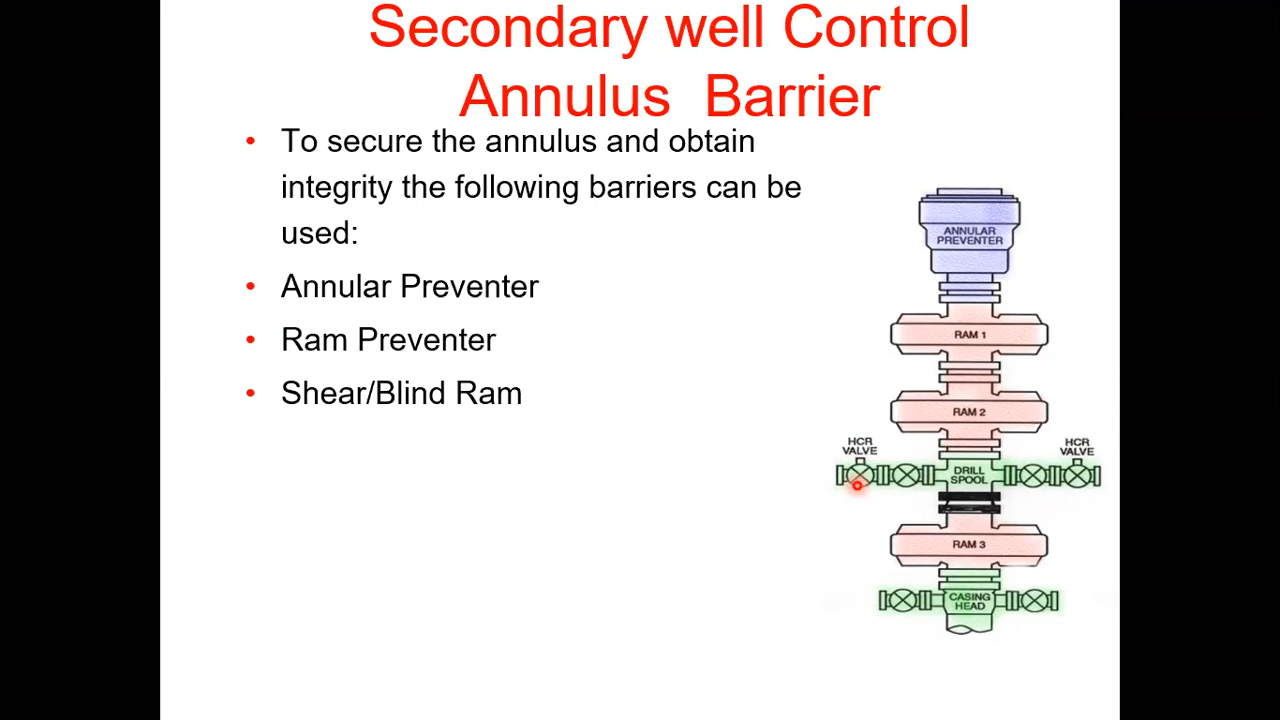 Secondary well Control
Annulus  Barrier
• To secure the annulus and obtain
integrity the following barriers can be
used:
• Annular Preventer
• Ram Preventer
• Shear/Blind Ram
ANNULAR
PREVENTER
RAM 1
RAM 2
HCR
VALVE
HCR
VALVE
DRILL
SPOOL
RAM 3
CASING
HEAD